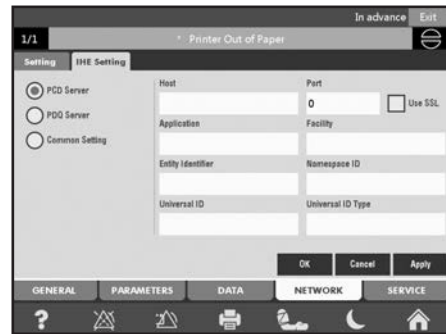 In advance Exit
1/1 * Printer Out of Paper
Setting IHE Setting
PCD Server
PDQ Server
Common Setting
Host Port
0 Use SSL
Application Facility
Entity Identifier Namespace ID
Universal ID Universal ID Type
OK Cancel Apply
GENERAL PARAMETERS DATA NETWORK SERVICE
?